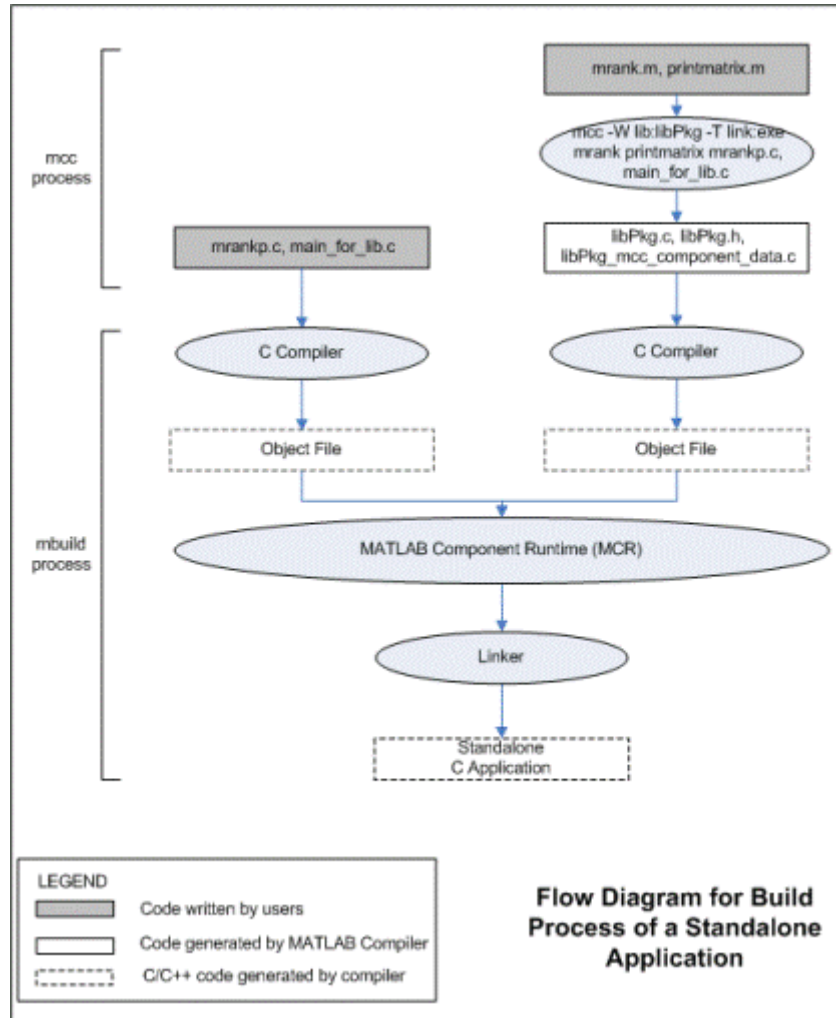 mrank.m, printmatrix.m
mcc -W lib:libPkg -T link:exe
mrank printmatrix mrankp.c,
main_for_lib.c
mcc
process
mrankp.c, main_for_lib.c
libPkg.c, libPkg.h,
libPkg_mcc_component_data.c
C Compiler
C Compiler
Object File
Object File
mbuild
process
MATLAB Component Runtime (MCR)
Linker
Standalone
C Application
LEGEND
Code written by users
Code generated by MATLAB Compiler
C/C++ code generated by compiler
Flow Diagram for Build
Process of a Standalone
Application